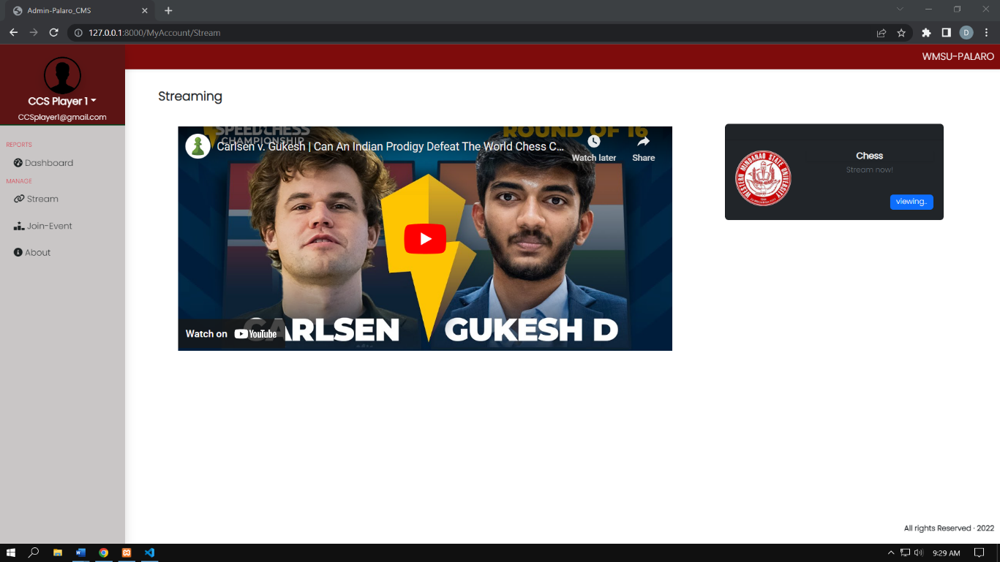 Admin-Palaro_CMS
127.0.0.1:8000/MyAccount/Stream
D
WMSU-PALARO
CCS Player 1
CCSplayer1@gmail.com
REPORTS
Dashboard
MANAGE
Stream
Join-Event
About
Streaming
SPEED CHESS
CHAMPIONSHIP
ROUND OF 16
Carlsen v. Gukesh | Can An Indian Prodigy Defeat The World Chess C...
Watch later
Share
CARLSEN
GUKESH D
Watch on YouTube
WESTERN MINDANAO STATE UNIVERSITY
Chess
Stream now!
viewing..
All rights Reserved · 2022
9:29 AM